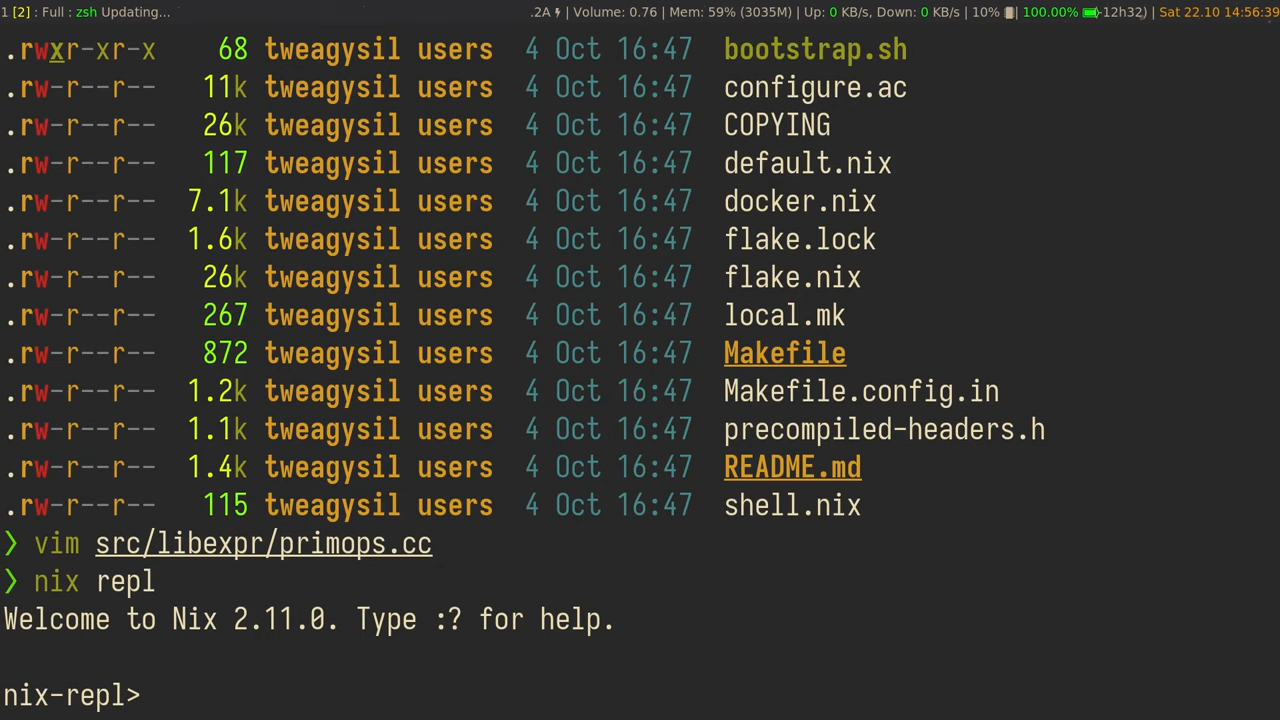 1 [2] : Full : zsh Updating... .2A | Volume: 0.76 | Mem: 59% (3035M) | Up: 0 KB/s, Down: 0 KB/s | 10% | 100.00% -12h32) | Sat 22.10 14:56:39
.rwxr-xr-x 68 tweagysil users 4 Oct 16:47 bootstrap.sh
.rw-r--r-- 11k tweagysil users 4 Oct 16:47 configure.ac
.rw-r--r-- 26k tweagysil users 4 Oct 16:47 COPYING
.rw-r--r-- 117 tweagysil users 4 Oct 16:47 default.nix
.rw-r--r-- 7.1k tweagysil users 4 Oct 16:47 docker.nix
.rw-r--r-- 1.6k tweagysil users 4 Oct 16:47 flake.lock
.rw-r--r-- 26k tweagysil users 4 Oct 16:47 flake.nix
.rw-r--r-- 267 tweagysil users 4 Oct 16:47 local.mk
.rw-r--r-- 872 tweagysil users 4 Oct 16:47 Makefile
.rw-r--r-- 1.2k tweagysil users 4 Oct 16:47 Makefile.config.in
.rw-r--r-- 1.1k tweagysil users 4 Oct 16:47 precompiled-headers.h
.rw-r--r-- 1.4k tweagysil users 4 Oct 16:47 README.md
.rw-r--r-- 115 tweagysil users 4 Oct 16:47 shell.nix
❯ vim src/libexpr/primops.cc
❯ nix repl
Welcome to Nix 2.11.0. Type :? for help.
nix-repl>